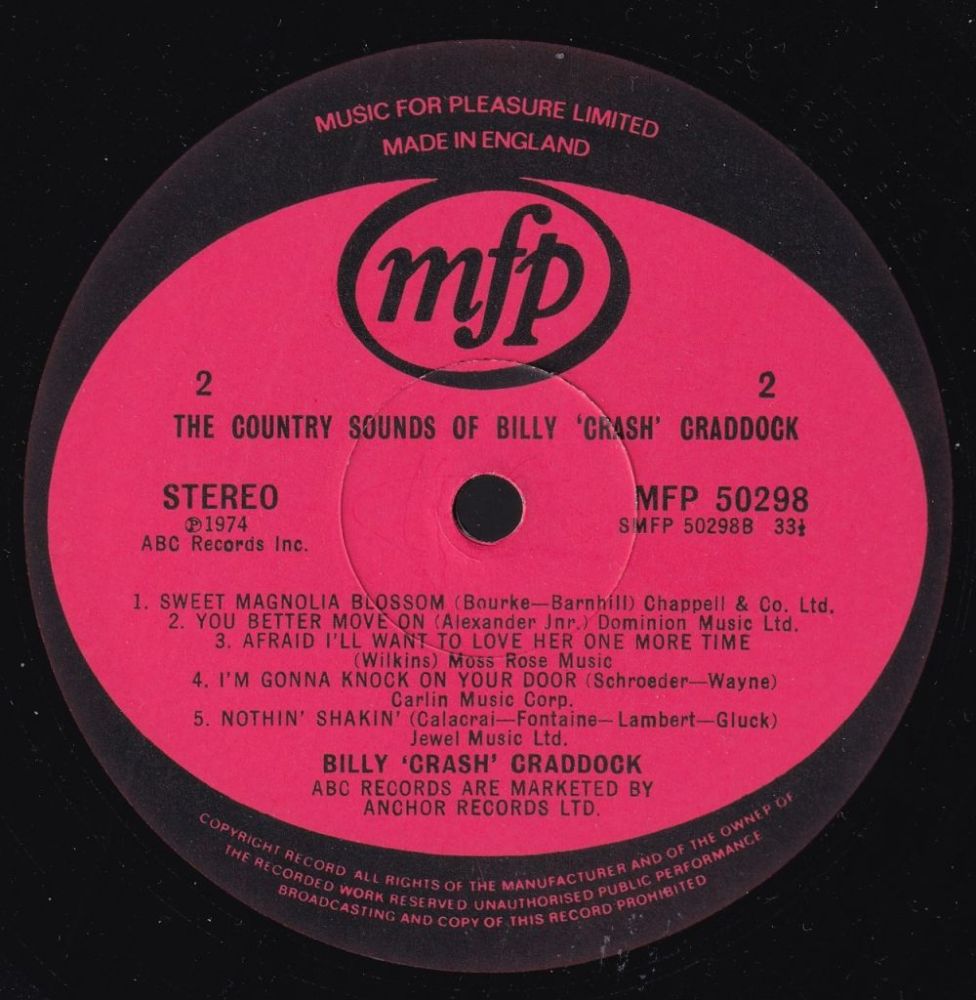 MUSIC FOR PLEASURE LIMITED
MADE IN ENGLAND
mfp
2 2
THE COUNTRY SOUNDS OF BILLY 'CRASH' CRADDOCK
STEREO MFP 50298
℗1974 SMFP 50298B 33⅓
ABC Records Inc.
1. SWEET MAGNOLIA BLOSSOM (Bourke—Barnhill) Chappell & Co. Ltd.
2. YOU BETTER MOVE ON (Alexander Jnr.) Dominion Music Ltd.
3. AFRAID I'LL WANT TO LOVE HER ONE MORE TIME
(Wilkins) Moss Rose Music
4. I'M GONNA KNOCK ON YOUR DOOR (Schroeder—Wayne)
Carlin Music Corp.
5. NOTHIN' SHAKIN' (Calacrai—Fontaine—Lambert—Gluck)
Jewel Music Ltd.
BILLY 'CRASH' CRADDOCK
ABC RECORDS ARE MARKETED BY
ANCHOR RECORDS LTD.
COPYRIGHT RECORD ALL RIGHTS OF THE MANUFACTURER AND OF THE OWNER OF
THE RECORDED WORK RESERVED UNAUTHORISED PUBLIC PERFORMANCE
BROADCASTING AND COPY OF THIS RECORD PROHIBITED